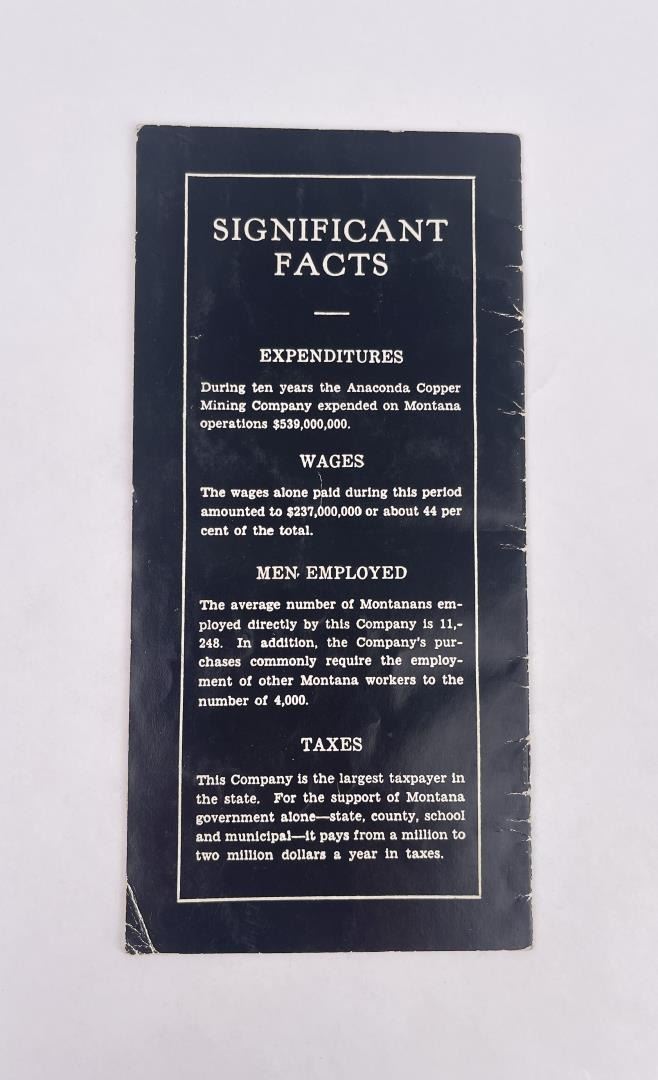 SIGNIFICANT
FACTS
EXPENDITURES
During ten years the Anaconda Copper
Mining Company expended on Montana
operations $539,000,000.
WAGES
The wages alone paid during this period
amounted to $237,000,000 or about 44 per
cent of the total.
MEN EMPLOYED
The average number of Montanans em-
ployed directly by this Company is 11,-
248. In addition, the Company's pur-
chases commonly require the employ-
ment of other Montana workers to the
number of 4,000.
TAXES
This Company is the largest taxpayer in
the state. For the support of Montana
government alone—state, county, school
and municipal—it pays from a million to
two million dollars a year in taxes.